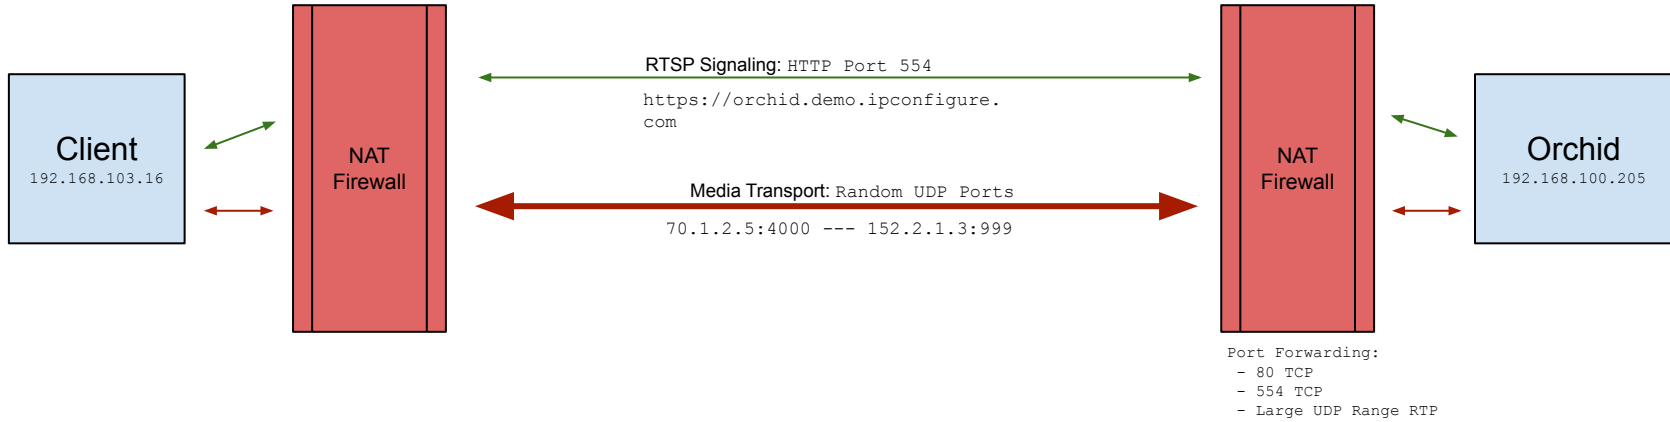 Client
192.168.103.16
NAT
Firewall
RTSP Signaling: HTTP Port 554
https://orchid.demo.ipconfigure.
com
Media Transport: Random UDP Ports
70.1.2.5:4000 --- 152.2.1.3:999
NAT
Firewall
Orchid
192.168.100.205
Port Forwarding:
- 80 TCP
- 554 TCP
- Large UDP Range RTP